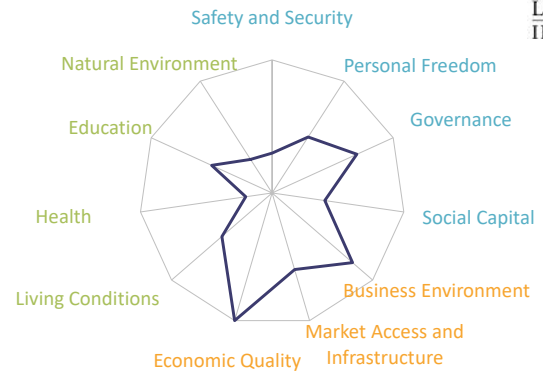 Safety and Security
Natural Environment
Personal Freedom
Education
Governance
Health
Social Capital
Living Conditions
Business Environment
Economic Quality
Market Access and
Infrastructure